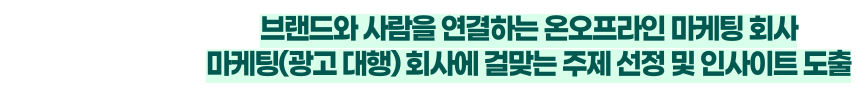 브랜드와 사람을 연결하는 온오프라인 마케팅 회사
마케팅(광고 대행) 회사에 걸맞는 주제 선정 및 인사이트 도출